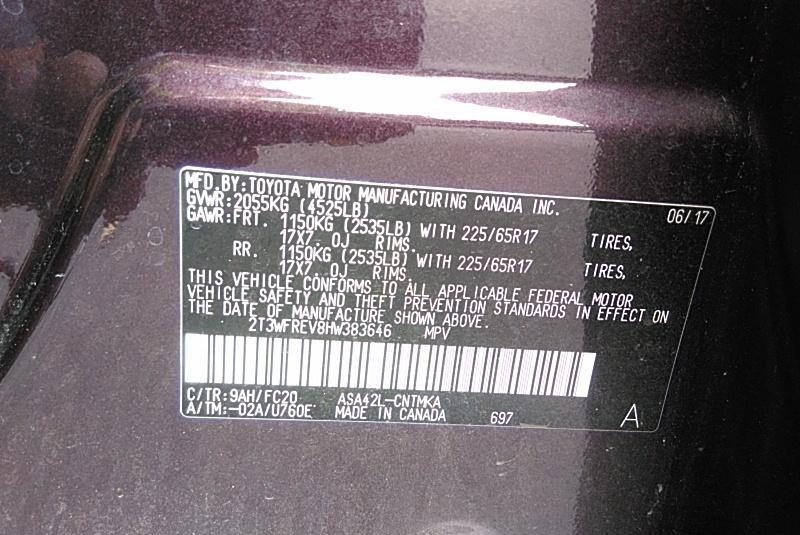 MFD.BY:TOYOTA MOTOR MANUFACTURING CANADA INC. 06/17
GVWR:2055KG (4525LB)
GAWR:FRT. 1150KG (2535LB) WITH 225/65R17 TIRES,
17X7. 0J RIMS.
RR. 1150KG (2535LB) WITH 225/65R17 TIRES,
17X7. 0J RIMS.
THIS VEHICLE CONFORMS TO ALL APPLICABLE FEDERAL MOTOR
VEHICLE SAFETY AND THEFT PREVENTION STANDARDS IN EFFECT ON
THE DATE OF MANUFACTURE SHOWN ABOVE.
2T3WFREV8HW383646 MPV
C/TR:9AH/FC20 ASA42L-CNTMKA
A/TM:-02A/U760E MADE IN CANADA 697 A